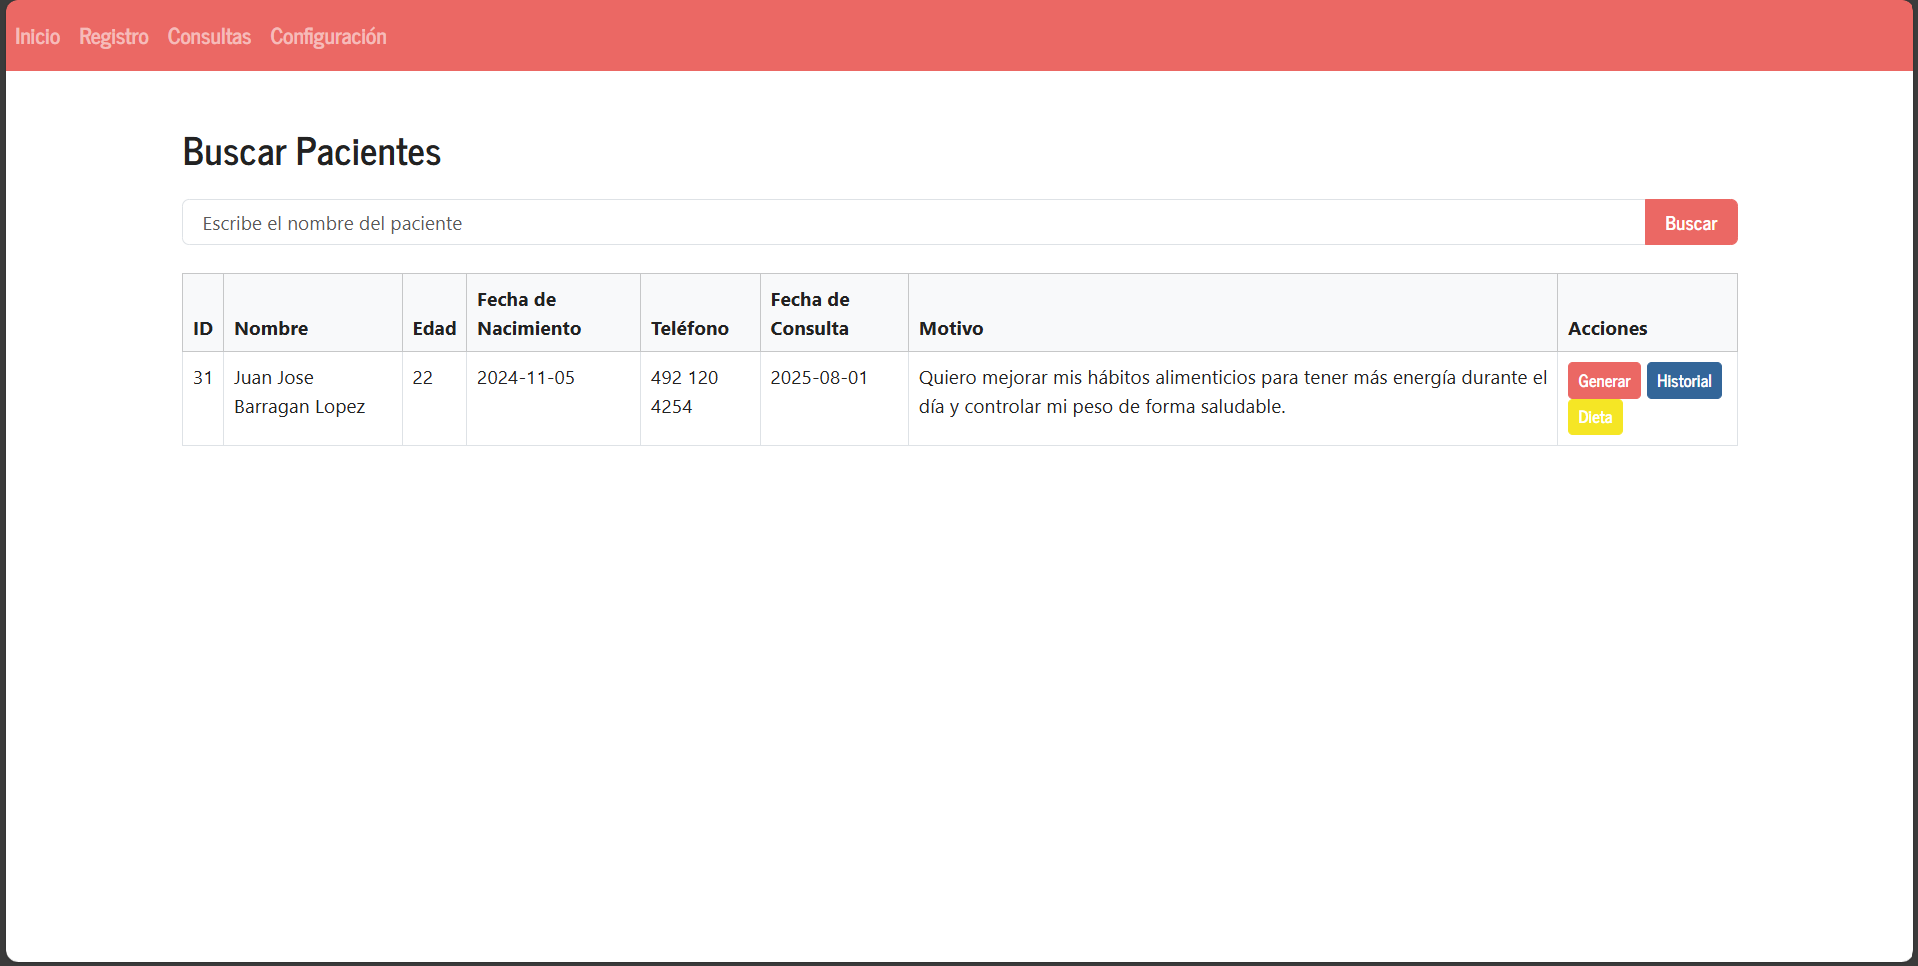 Inicio Registro Consultas Configuración
Buscar Pacientes
Escribe el nombre del paciente Buscar
ID Nombre Edad Fecha de Nacimiento Teléfono Fecha de Consulta Motivo Acciones
31 Juan Jose Barragan Lopez 22 2024-11-05 492 120 4254 2025-08-01 Quiero mejorar mis hábitos alimenticios para tener más energía durante el día y controlar mi peso de forma saludable. Generar Historial Dieta